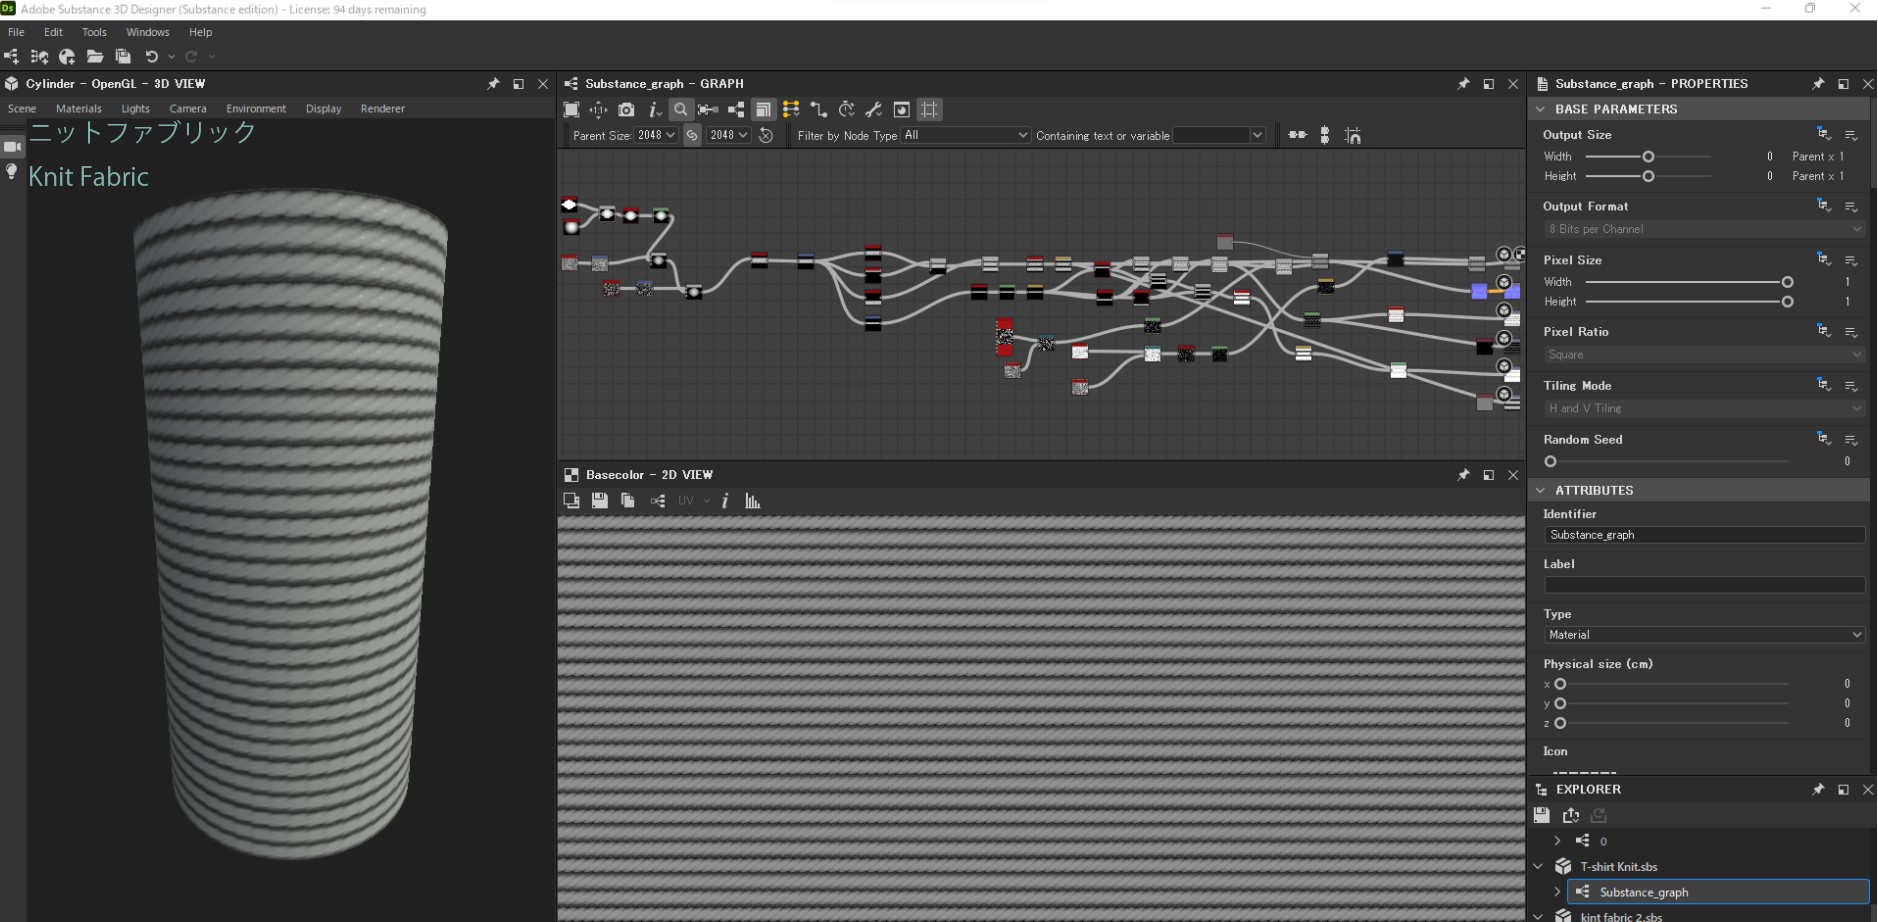 Adobe Substance 3D Designer (Substance edition) - License: 94 days remaining
File Edit Tools Windows Help
Cylinder - OpenGL - 3D VIEW
Scene Materials Lights Camera Environment Display Renderer
ニットファブリック
Knit Fabric
Substance_graph - GRAPH
Parent Size: 2048 2048 Filter by Node Type All Containing text or variable
Basecolor - 2D VIEW
UV
Substance_graph - PROPERTIES
BASE PARAMETERS
Output Size
Width 0 Parent x 1
Height 0 Parent x 1
Output Format
8 Bits per Channel
Pixel Size
Width 1
Height 1
Pixel Ratio
Square
Tiling Mode
H and V Tiling
Random Seed
0
ATTRIBUTES
Identifier
Substance_graph
Label
Type
Material
Physical size (cm)
x 0
y 0
z 0
Icon
EXPLORER
0
T-shirt Knit.sbs
Substance_graph
kint fabric 2.sbs